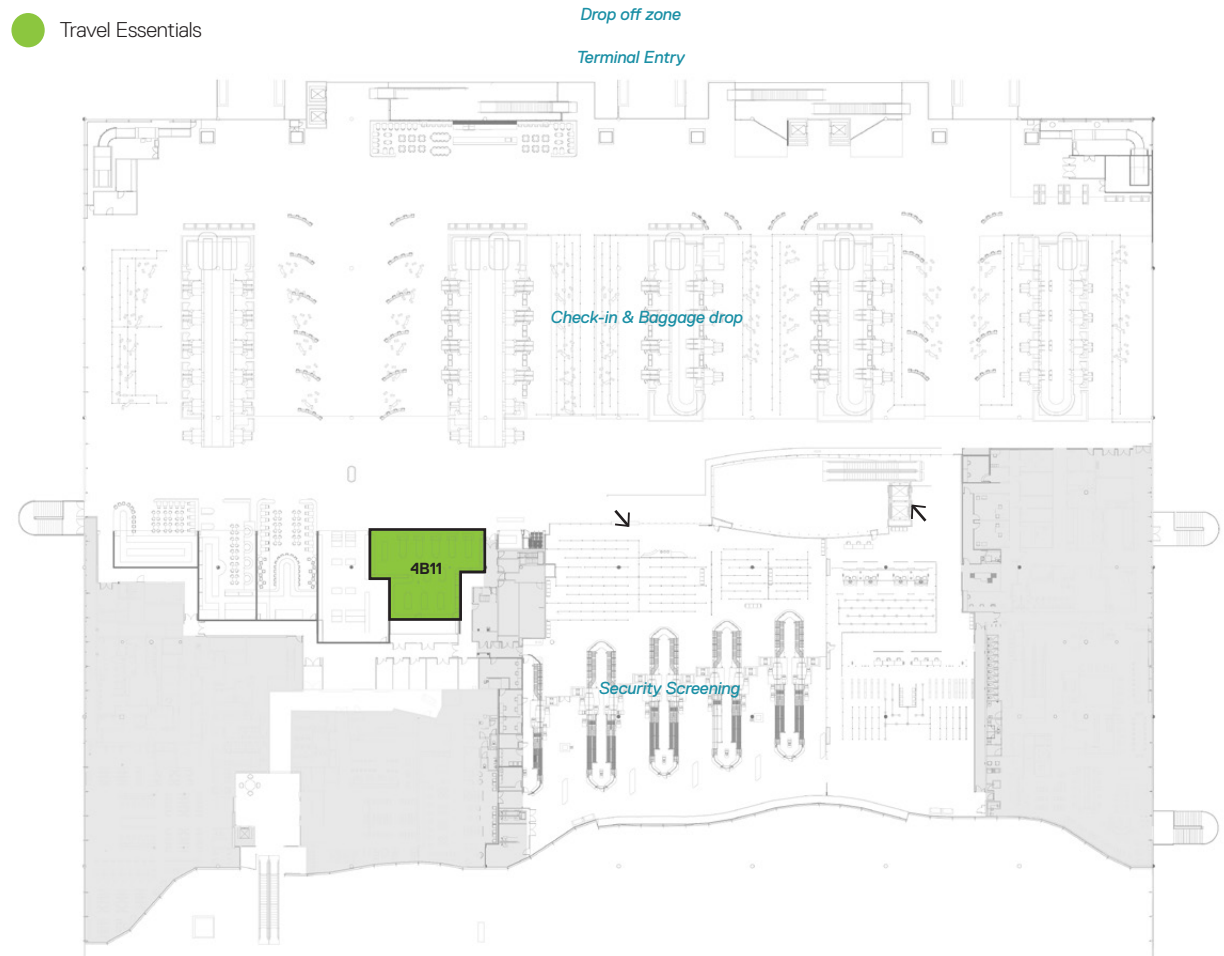 Drop off zone
Travel Essentials
Terminal Entry
Check-in & Baggage drop
4B11
Security Screening